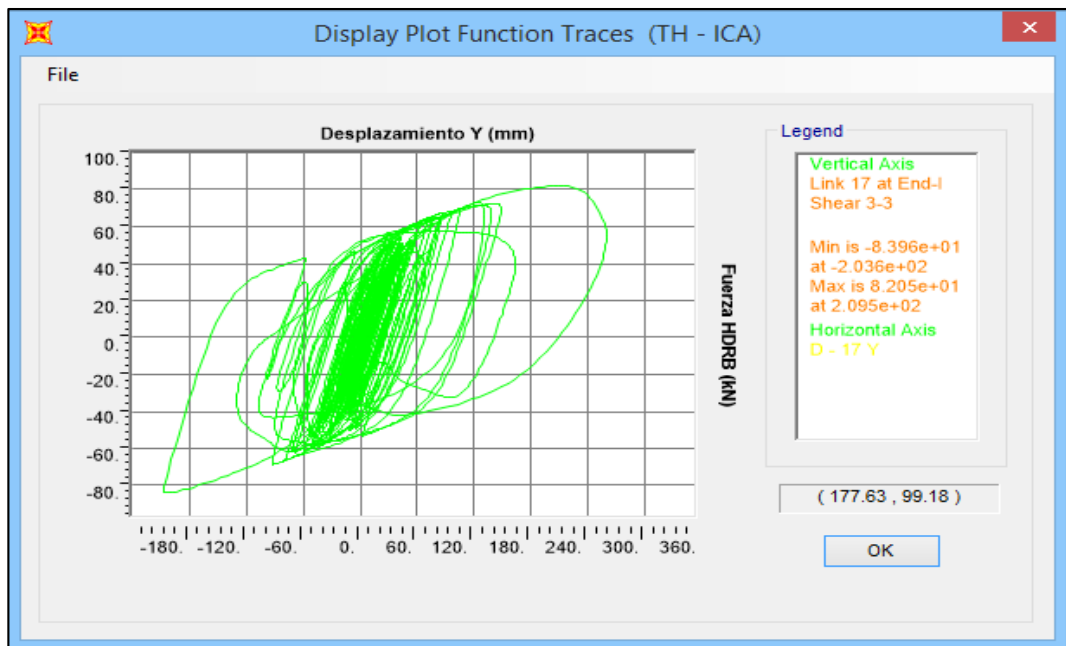 Display Plot Function Traces (TH - ICA)
File
Desplazamiento Y (mm)
100.
80.
60.
40.
20.
0.
-20.
-40.
-60.
-80.
-180. -120. -60. 0. 60. 120. 180. 240. 300. 360.
Fuerza HDRB (kN)
Legend
Vertical Axis
Link 17 at End-I
Shear 3-3
Min is -8.396e+01
at -2.036e+02
Max is 8.205e+01
at 2.095e+02
Horizontal Axis
D - 17 Y
( 177.63 , 99.18 )
OK